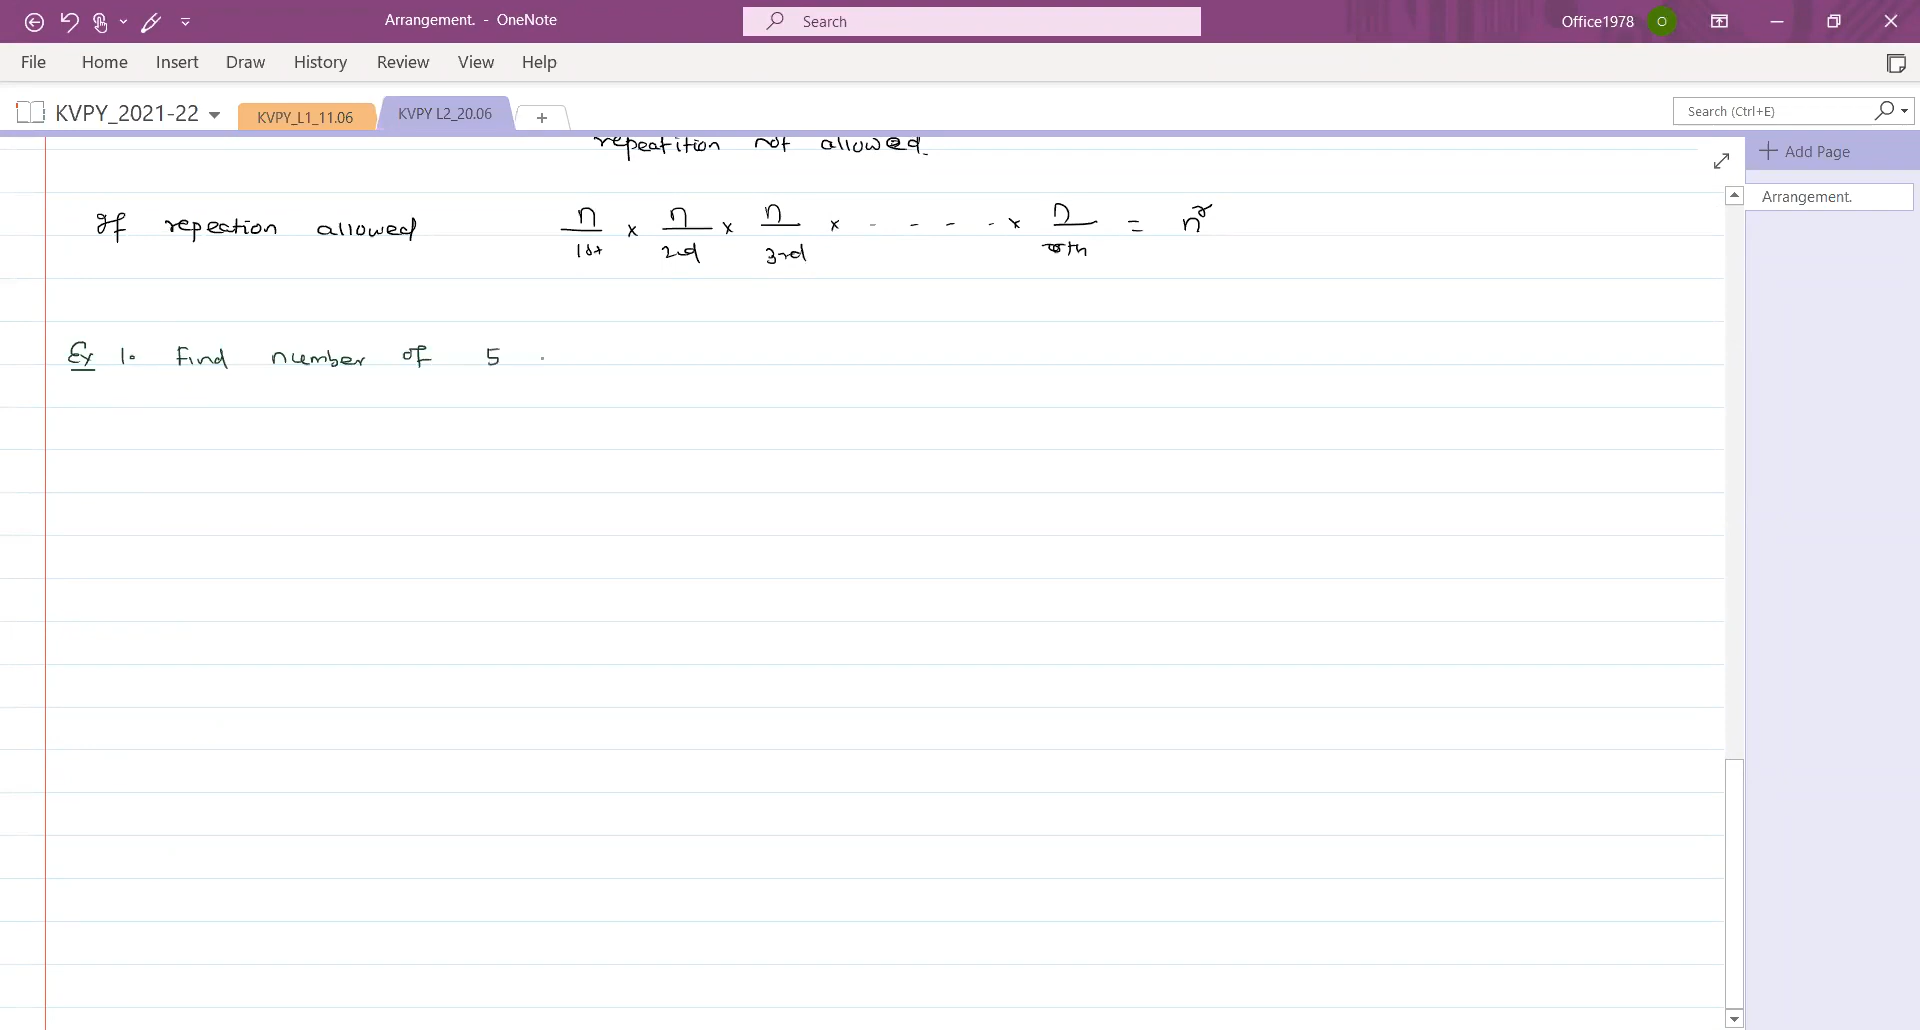 Arrangement. - OneNote
Search
Office1978
O
File Home Insert Draw History Review View Help
KVPY_2021-22
KVPY_L1_11.06
KVPY L2_20.06
+
Search (Ctrl+E)
Add Page
Arrangement.
repeatition not allowed.
If repeation allowed n/1st × n/2nd × n/3rd × - - - - × n/rth = n^r
Ex 1. Find number of 5